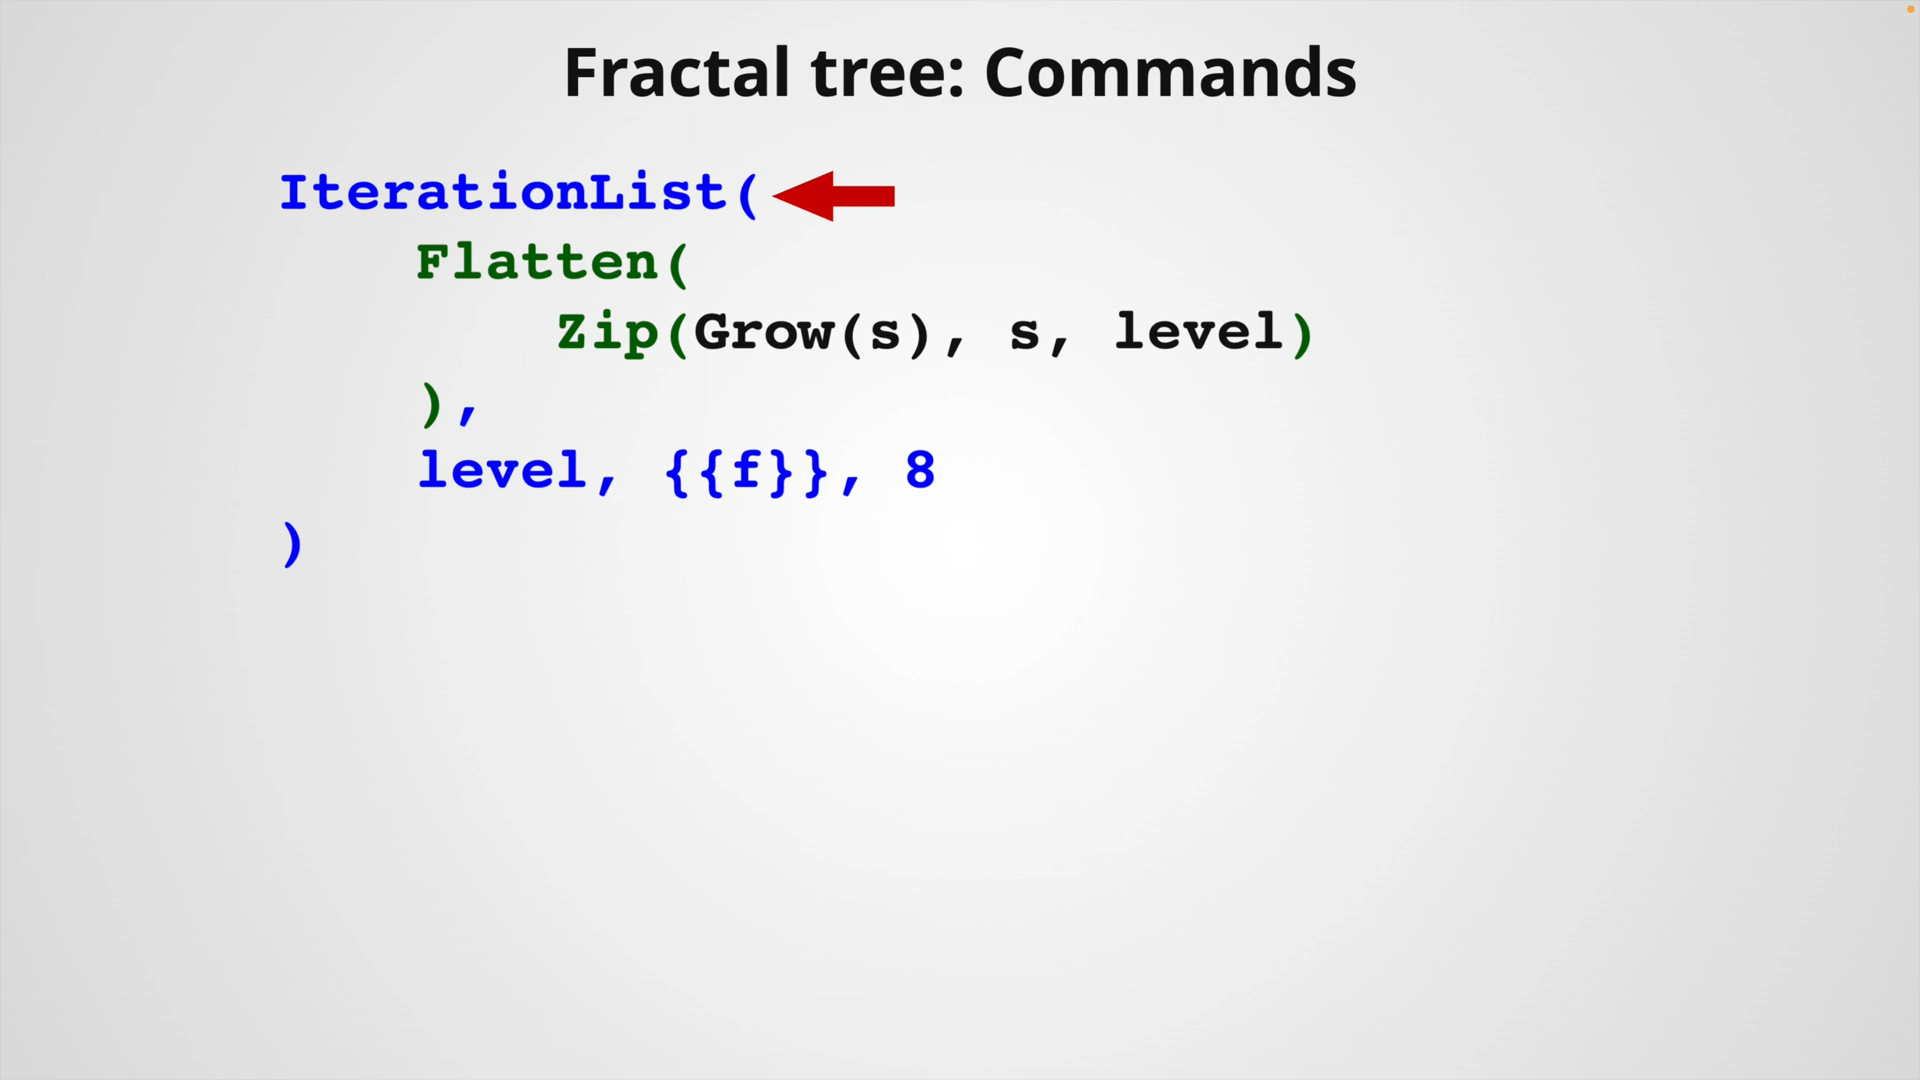 Fractal tree: Commands
IterationList(
Flatten(
Zip(Grow(s), s, level)
),
level, {{f}}, 8
)